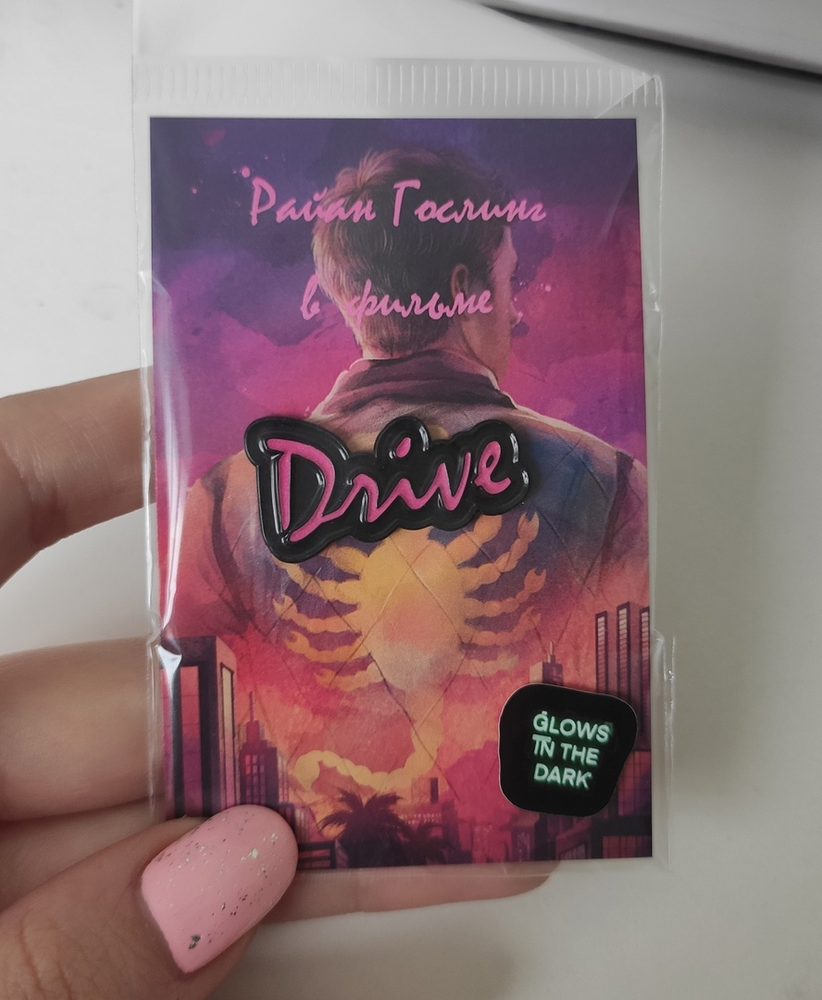 Райан Гослинг
в фильме
Drive
GLOWS
IN THE
DARK